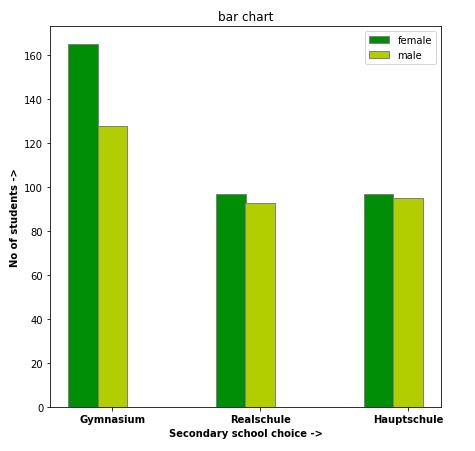 bar chart
female
male
160
140
120
100
80
60
40
20
0
No of students ->
Gymnasium Realschule Hauptschule
Secondary school choice ->